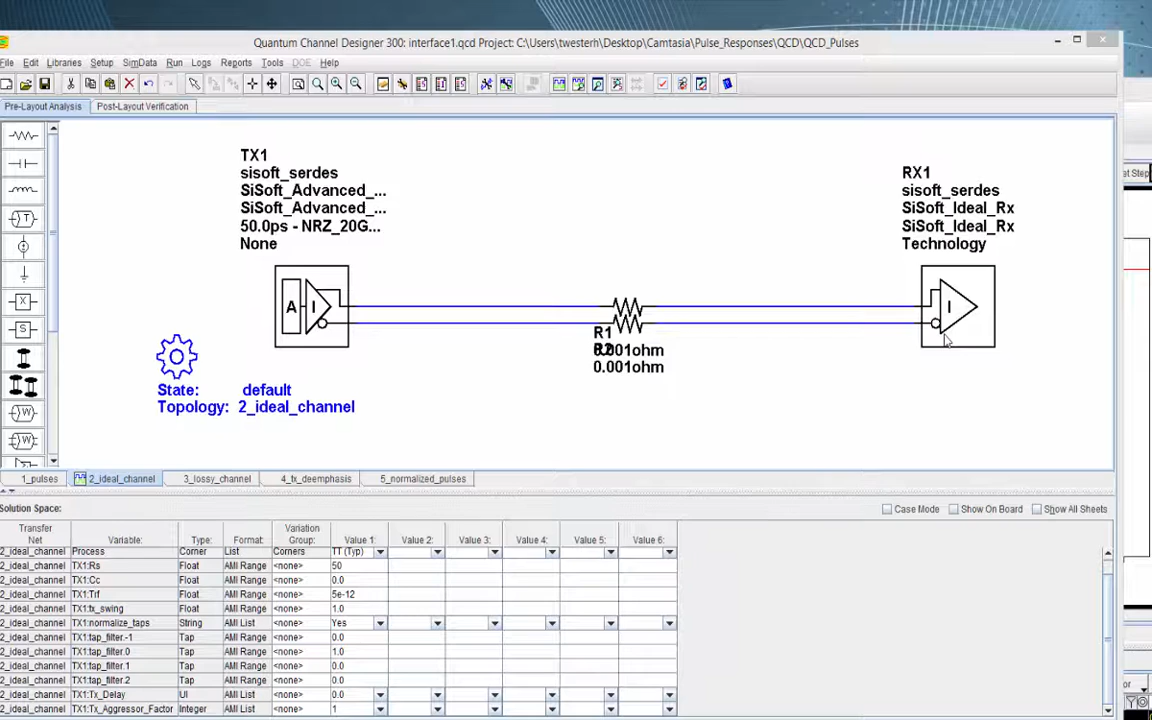 Quantum Channel Designer 300: interface1.qcd Project: C:\Users\twesterh\Desktop\Camtasia\Pulse_Responses\QCD\QCD_Pulses
File Edit Libraries Setup SimData Run Logs Reports Tools DOE Help
Pre-Layout Analysis Post-Layout Verification
TX1
sisoft_serdes
SiSoft_Advanced_...
SiSoft_Advanced_...
50.0ps - NRZ_20G...
None
RX1
sisoft_serdes
SiSoft_Ideal_Rx
SiSoft_Ideal_Rx
Technology
A I
I
R1
0.001ohm
0.001ohm
State: default
Topology: 2_ideal_channel
T
X
S
W
W
1_pulses 2_ideal_channel 3_lossy_channel 4_tx_deemphasis 5_normalized_pulses
Solution Space: Case Mode Show On Board Show All Sheets
Transfer Net Variable: Type: Format: Variation Group: Value 1: Value 2: Value 3: Value 4: Value 5: Value 6:
2_ideal_channel Process Corner List Corners TT (Typ)
2_ideal_channel TX1:Rs Float AMI Range <none> 50
2_ideal_channel TX1:Cc Float AMI Range <none> 0.0
2_ideal_channel TX1:Trf Float AMI Range <none> 5e-12
2_ideal_channel TX1:tx_swing Float AMI Range <none> 1.0
2_ideal_channel TX1:normalize_taps String AMI List <none> Yes
2_ideal_channel TX1:tap_filter.-1 Tap AMI Range <none> 0.0
2_ideal_channel TX1:tap_filter.0 Tap AMI Range <none> 1.0
2_ideal_channel TX1:tap_filter.1 Tap AMI Range <none> 0.0
2_ideal_channel TX1:tap_filter.2 Tap AMI Range <none> 0.0
2_ideal_channel TX1:Tx_Delay UI AMI List <none> 0.0
2_ideal_channel TX1:Tx_Aggressor_Factor Integer AMI List <none> 1